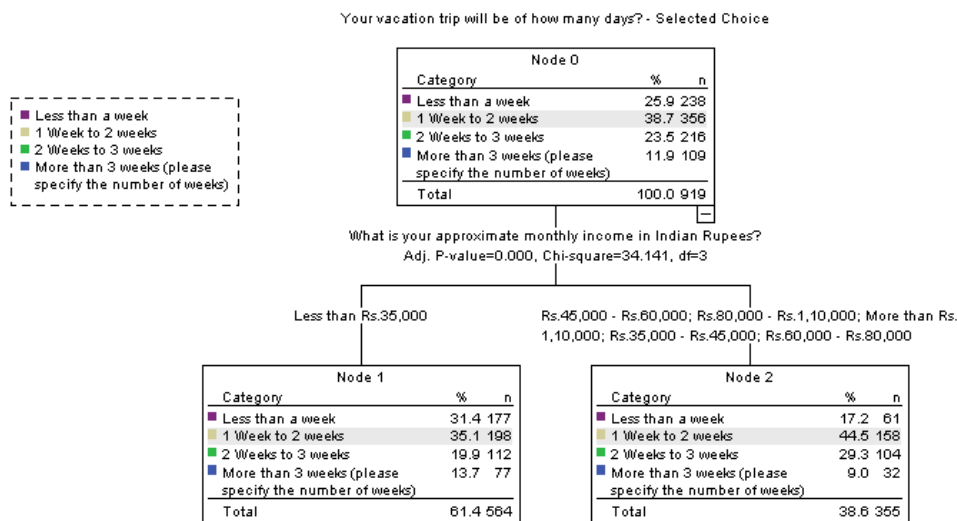 Your vacation trip will be of how many days? - Selected Choice
Node 0
Category % n
Less than a week 25.9 238
1 Week to 2 weeks 38.7 356
2 Weeks to 3 weeks 23.5 216
More than 3 weeks (please 11.9 109
specify the number of weeks)
Total 100.0 919
Less than a week
1 Week to 2 weeks
2 Weeks to 3 weeks
More than 3 weeks (please
specify the number of weeks)
What is your approximate monthly income in Indian Rupees?
Adj. P-value=0.000, Chi-square=34.141, df=3
Less than Rs.35,000
Rs.45,000 - Rs.60,000; Rs.80,000 - Rs.1,10,000; More than Rs.
1,10,000; Rs.35,000 - Rs.45,000; Rs.60,000 - Rs.80,000
Node 1
Category % n
Less than a week 31.4 177
1 Week to 2 weeks 35.1 198
2 Weeks to 3 weeks 19.9 112
More than 3 weeks (please 13.7 77
specify the number of weeks)
Total 61.4 564
Node 2
Category % n
Less than a week 17.2 61
1 Week to 2 weeks 44.5 158
2 Weeks to 3 weeks 29.3 104
More than 3 weeks (please 9.0 32
specify the number of weeks)
Total 38.6 355